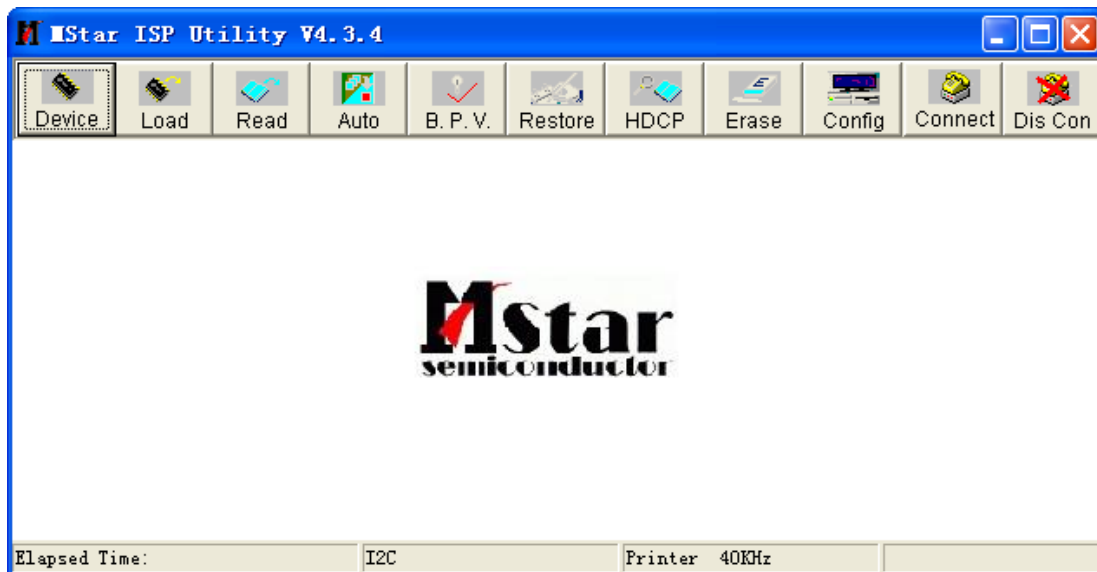 MStar ISP Utility V4.3.4
Device Load Read Auto B.P.V. Restore HDCP Erase Config Connect Dis Con
Mstar
semiconductor
Elapsed Time: I2C Printer 40KHz